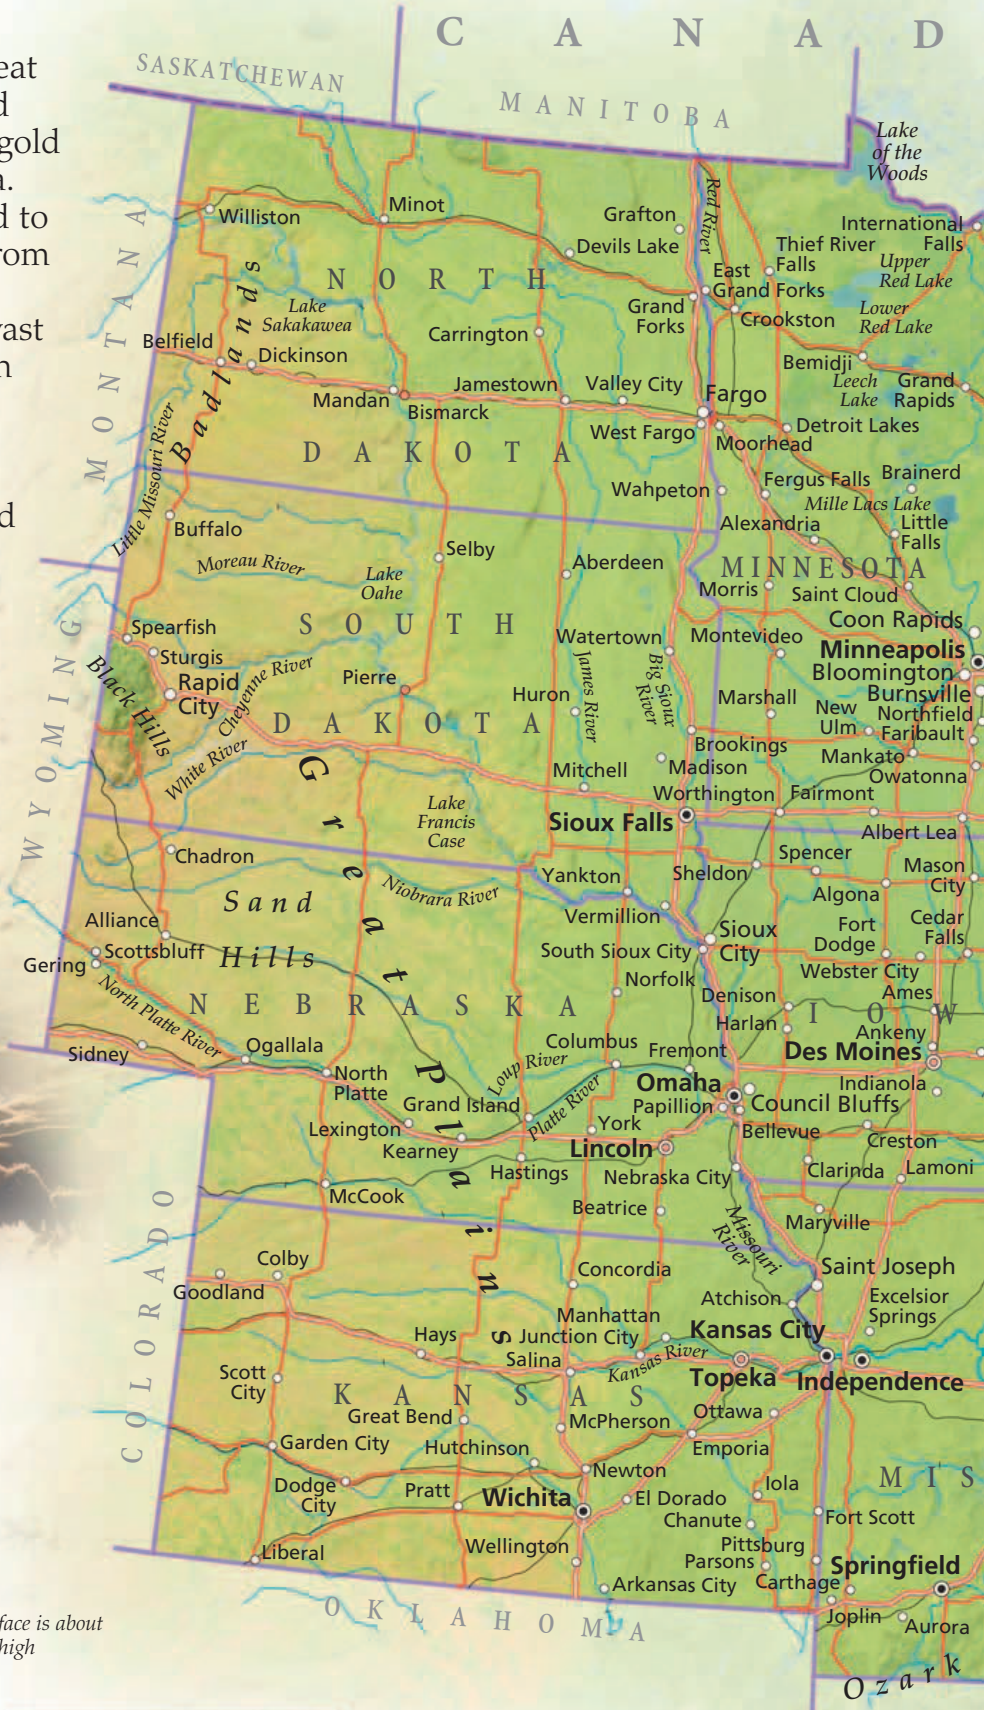 CANAD
SASKATCHEWAN
MANITOBA
eat
d
gold
a.
d to
rom
vast
n
d
Lake
of the
Woods
MONTANA
Williston
Minot
Grafton
Red River
Devils Lake
International
Falls
Thief River
Falls
Upper
Red Lake
NORTH
East
Grand Forks
Grand
Forks
Crookston
Lower
Red Lake
Lake
Sakakawea
Badlands
Carrington
Belfield
Dickinson
Bemidji
Leech
Lake
Grand
Rapids
Mandan
Bismarck
Jamestown
Valley City
Fargo
West Fargo
Moorhead
Detroit Lakes
DAKOTA
Little Missouri River
Wahpeton
Fergus Falls
Brainerd
Mille Lacs Lake
Alexandria
Little
Falls
Buffalo
Moreau River
Selby
Lake
Oahe
Aberdeen
MINNESOTA
Morris
Saint Cloud
SOUTH
Coon Rapids
Spearfish
Sturgis
Watertown
Montevideo
Minneapolis
Bloomington
Burnsville
WYOMING
Black Hills
Rapid
City
Cheyenne River
Pierre
James River
Big Sioux
River
Huron
Marshall
New
Ulm
Northfield
Faribault
DAKOTA
White River
Brookings
Madison
Mankato
Owatonna
Great Plains
Mitchell
Worthington
Fairmont
Lake
Francis
Case
Sioux Falls
Albert Lea
Chadron
Spencer
Mason
City
Sheldon
Algona
Sand
Hills
Niobrara River
Yankton
Vermillion
Alliance
Scottsbluff
Gering
Sioux
City
South Sioux City
Fort
Dodge
Cedar
Falls
Webster City
Norfolk
Denison
Ames
NEBRASKA
IOW
North Platte River
Harlan
Ankeny
Sidney
Ogallala
Columbus
Fremont
Des Moines
Loup River
North
Platte
Omaha
Indianola
Grand Island
Platte River
Papillion
Council Bluffs
Lexington
York
Bellevue
Kearney
Lincoln
Creston
Hastings
Nebraska City
Clarinda
Lamoni
McCook
Beatrice
Maryville
Missouri
River
COLORADO
Colby
Goodland
Concordia
Saint Joseph
Atchison
Excelsior
Springs
Manhattan
Hays
Junction City
Kansas City
Salina
Kansas River
Topeka
Independence
Scott
City
KANSAS
Great Bend
McPherson
Ottawa
Garden City
Hutchinson
Emporia
Newton
MIS
Dodge
City
Pratt
Wichita
El Dorado
Iola
Chanute
Fort Scott
Liberal
Wellington
Pittsburg
Parsons
Springfield
Arkansas City
Carthage
OKLAHOMA
Joplin
Aurora
Ozark
face is about
high